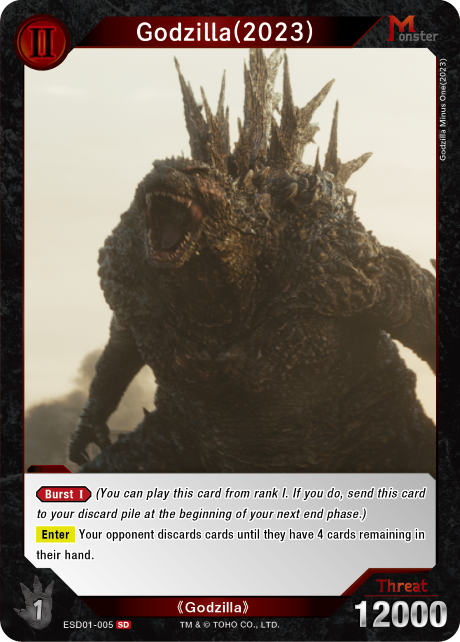 II
Godzilla(2023)
Monster
Godzilla Minus One(2023)
Burst I (You can play this card from rank I. If you do, send this card
to your discard pile at the beginning of your next end phase.)
Enter Your opponent discards cards until they have 4 cards remaining in
their hand.
1
ESD01-005 SD
《Godzilla》
TM & © TOHO CO., LTD.
Threat
12000